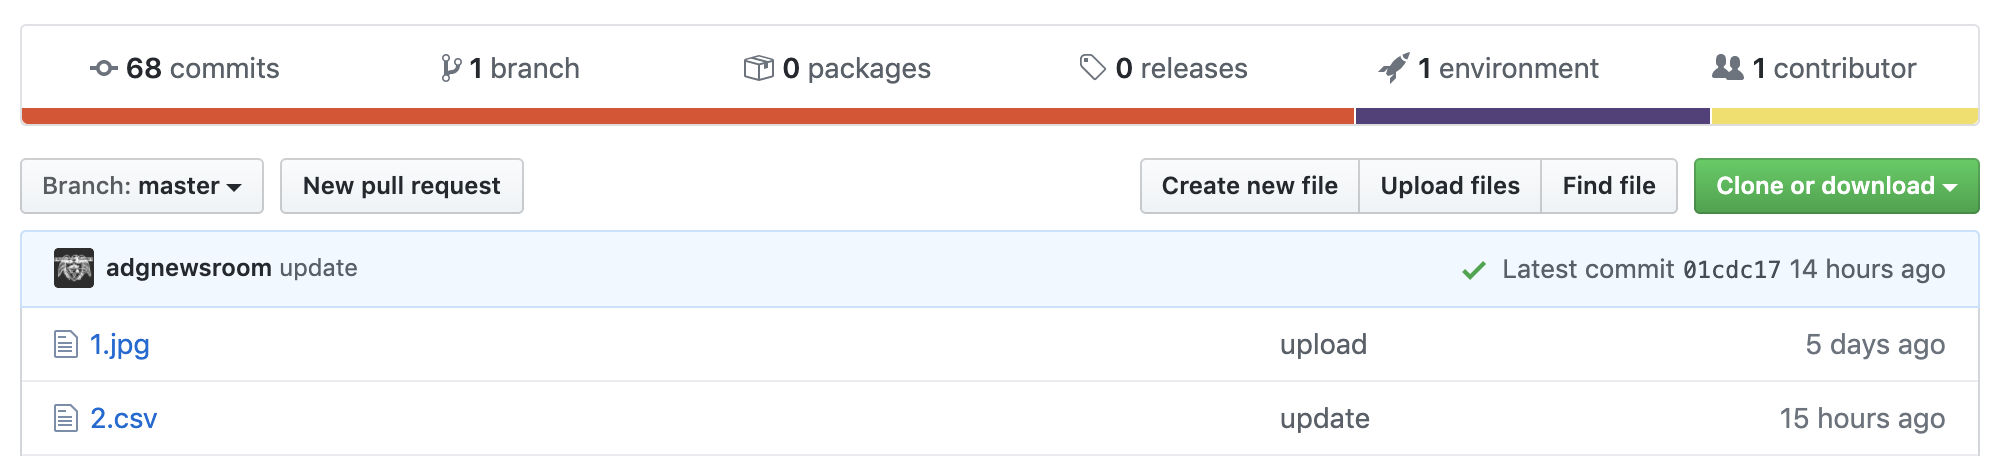 68 commits 1 branch 0 packages 0 releases 1 environment 1 contributor
Branch: master New pull request Create new file Upload files Find file Clone or download
adgnewsroom update Latest commit 01cdc17 14 hours ago
1.jpg upload 5 days ago
2.csv update 15 hours ago